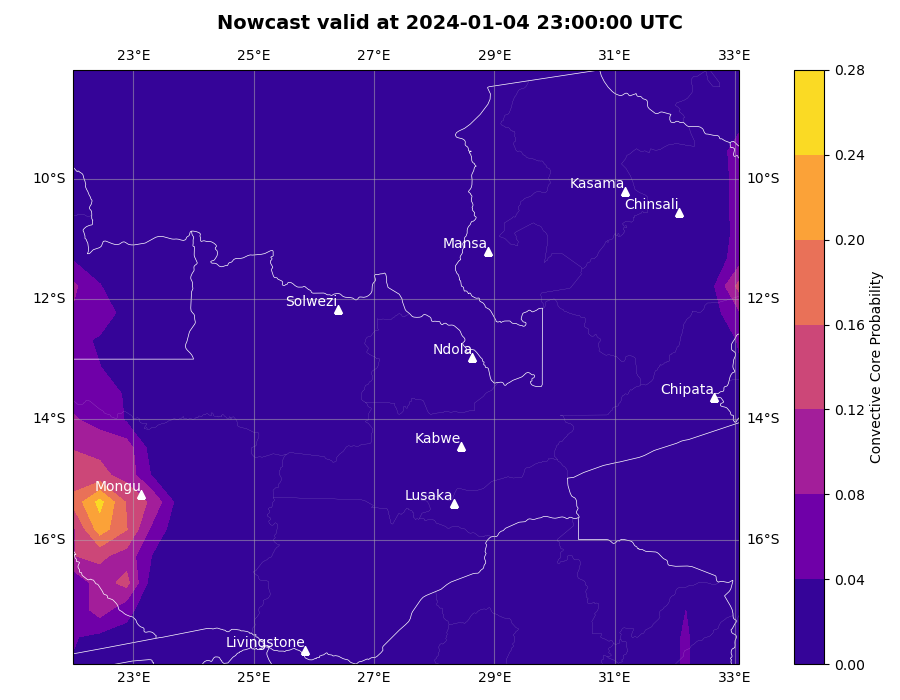 Nowcast valid at 2024-01-04 23:00:00 UTC
23°E 25°E 27°E 29°E 31°E 33°E
0.28
0.24
10°S 10°S
Kasama
Chinsali
0.20
Mansa
12°S 12°S
Solwezi
0.16
Ndola
Chipata
0.12
14°S 14°S
Kabwe
Mongu
Lusaka
0.08
16°S 16°S
0.04
Livingstone
0.00
23°E 25°E 27°E 29°E 31°E 33°E
Convective Core Probability